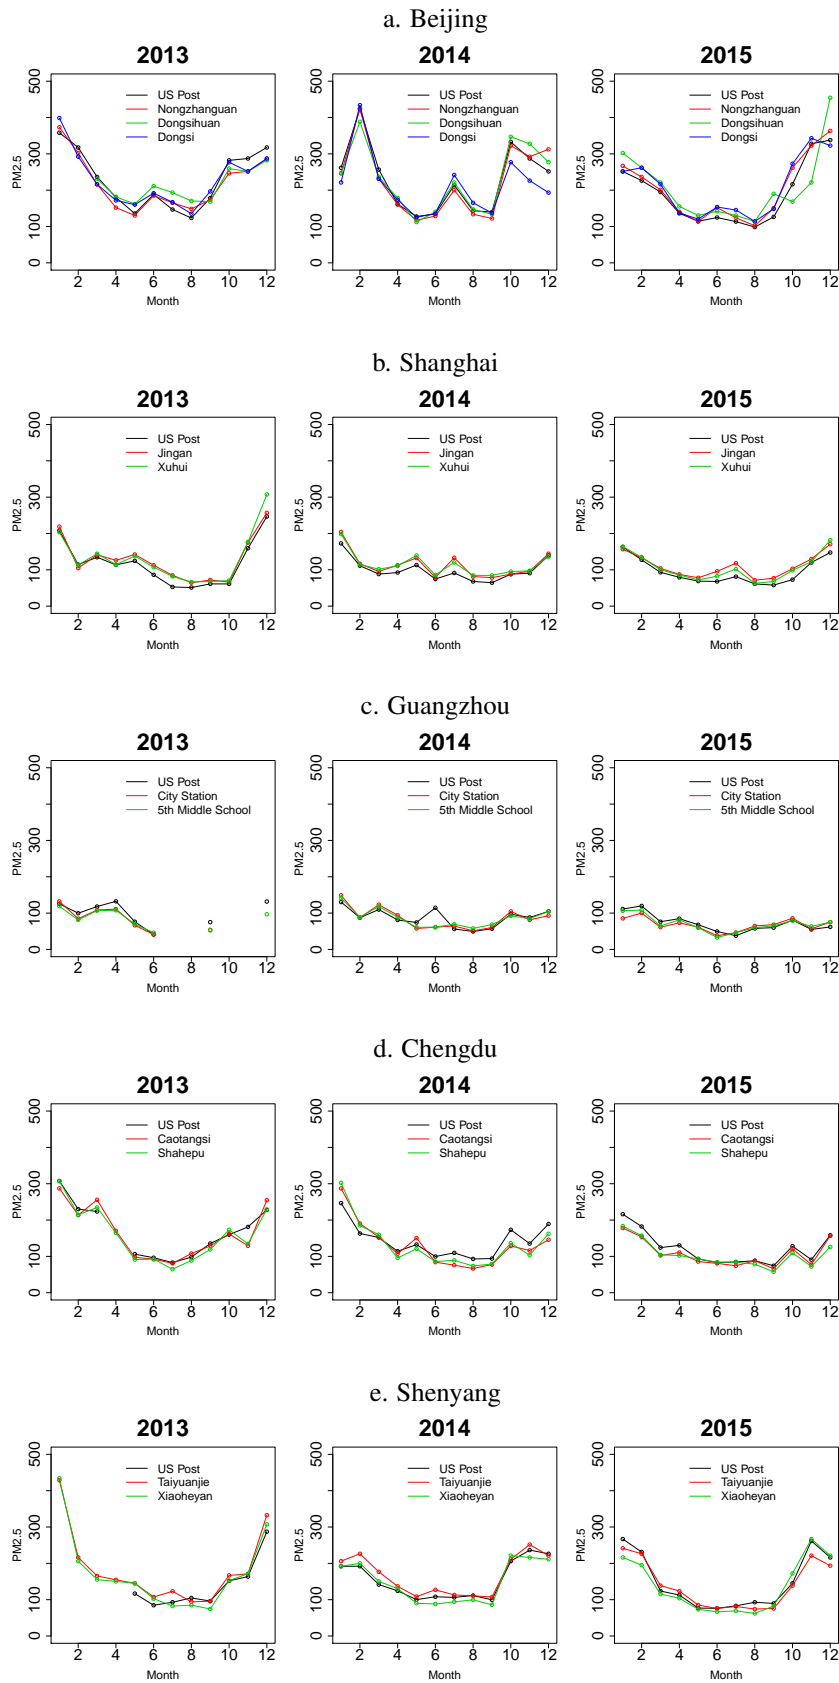 a. Beijing
2013
2014
2015
US Post
Nongzhanguan
Dongsihuan
Dongsi
US Post
Nongzhanguan
Dongsihuan
Dongsi
US Post
Nongzhanguan
Dongsihuan
Dongsi
PM2.5
0 100 300 500
PM2.5
0 100 300 500
PM2.5
0 100 300 500
2 4 6 8 10 12
2 4 6 8 10 12
2 4 6 8 10 12
Month
Month
Month
b. Shanghai
2013
2014
2015
US Post
Jingan
Xuhui
US Post
Jingan
Xuhui
US Post
Jingan
Xuhui
PM2.5
0 100 300 500
PM2.5
0 100 300 500
PM2.5
0 100 300 500
2 4 6 8 10 12
2 4 6 8 10 12
2 4 6 8 10 12
Month
Month
Month
c. Guangzhou
2013
2014
2015
US Post
City Station
5th Middle School
US Post
City Station
5th Middle School
US Post
City Station
5th Middle School
PM2.5
0 100 300 500
PM2.5
0 100 300 500
PM2.5
0 100 300 500
2 4 6 8 10 12
2 4 6 8 10 12
2 4 6 8 10 12
Month
Month
Month
d. Chengdu
2013
2014
2015
US Post
Caotangsi
Shahepu
US Post
Caotangsi
Shahepu
US Post
Caotangsi
Shahepu
PM2.5
0 100 300 500
PM2.5
0 100 300 500
PM2.5
0 100 300 500
2 4 6 8 10 12
2 4 6 8 10 12
2 4 6 8 10 12
Month
Month
Month
e. Shenyang
2013
2014
2015
US Post
Taiyuanjie
Xiaoheyan
US Post
Taiyuanjie
Xiaoheyan
US Post
Taiyuanjie
Xiaoheyan
PM2.5
0 100 300 500
PM2.5
0 100 300 500
PM2.5
0 100 300 500
2 4 6 8 10 12
2 4 6 8 10 12
2 4 6 8 10 12
Month
Month
Month